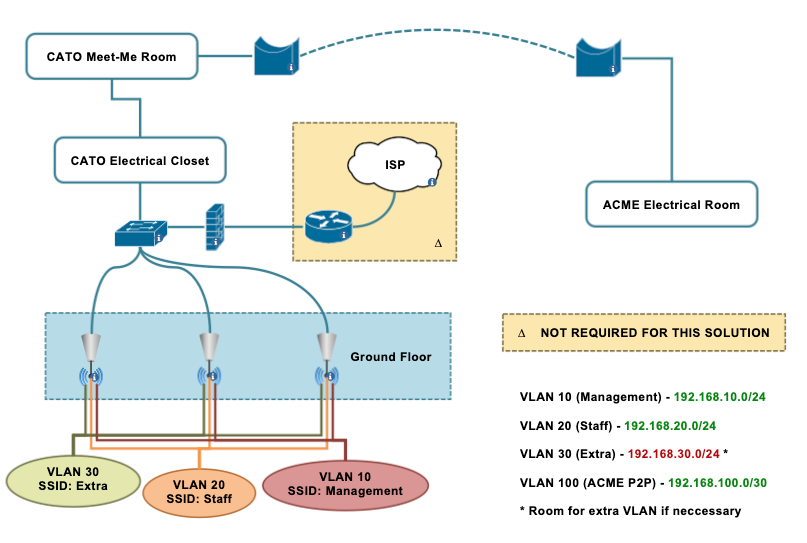 CATO Meet-Me Room
CATO Electrical Closet
ISP
Δ
ACME Electrical Room
Ground Floor
Δ NOT REQUIRED FOR THIS SOLUTION
VLAN 10 (Management) - 192.168.10.0/24
VLAN 20 (Staff) - 192.168.20.0/24
VLAN 30 (Extra) - 192.168.30.0/24 *
VLAN 100 (ACME P2P) - 192.168.100.0/30
* Room for extra VLAN if neccessary
VLAN 30
SSID: Extra
VLAN 20
SSID: Staff
VLAN 10
SSID: Management